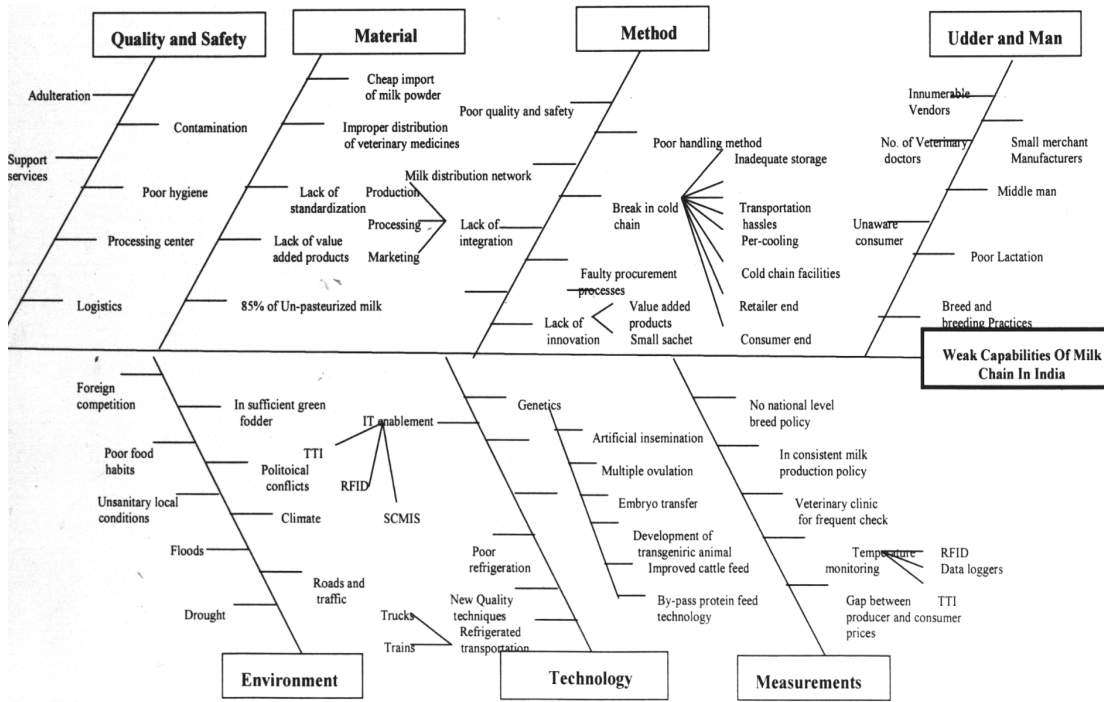 Quality and Safety
Material
Method
Udder and Man
Adulteration
Contamination
Support
services
Poor hygiene
Processing center
Logistics
Cheap import
of milk powder
Improper distribution
of veterinary medicines
Lack of
standardization
Lack of value
added products
85% of Un-pasteurized milk
Poor quality and safety
Milk distribution network
Production
Processing
Marketing
Lack of
integration
Poor handling method
Break in cold
chain
Inadequate storage
Transportation
hassles
Per-cooling
Cold chain facilities
Retailer end
Consumer end
Faulty procurement
processes
Lack of
innovation
Value added
products
Small sachet
Innumerable
Vendors
No. of Veterinary
doctors
Small merchant
Manufacturers
Middle man
Unaware
consumer
Poor Lactation
Breed and
breeding Practices
Weak Capabilities Of Milk
Chain In India
Foreign
competition
In sufficient green
fodder
Poor food
habits
Politoical
conflicts
Unsanitary local
conditions
Climate
Floods
Roads and
traffic
Drought
IT enablement
TTI
RFID
SCMIS
Poor
refrigeration
New Quality
techniques
Trucks
Trains
Refrigerated
transportation
Genetics
Artificial insemination
Multiple ovulation
Embryo transfer
Development of
transgeniric animal
Improved cattle feed
By-pass protein feed
technology
No national level
breed policy
In consistent milk
production policy
Veterinary clinic
for frequent check
Temperature
monitoring
RFID
Data loggers
TTI
Gap between
producer and consumer
prices
Environment
Technology
Measurements